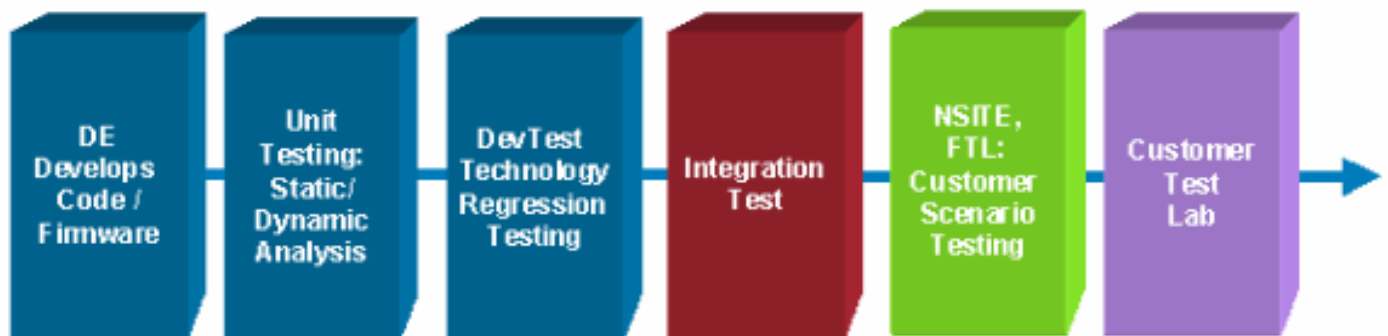 DE
Develops
Code /
Firmware
Unit
Testing:
Static/
Dynamic
Analysis
DevTest
Technology
Regression
Testing
Integration
Test
NSITE,
FTL:
Customer
Scenario
Testing
Customer
Test
Lab